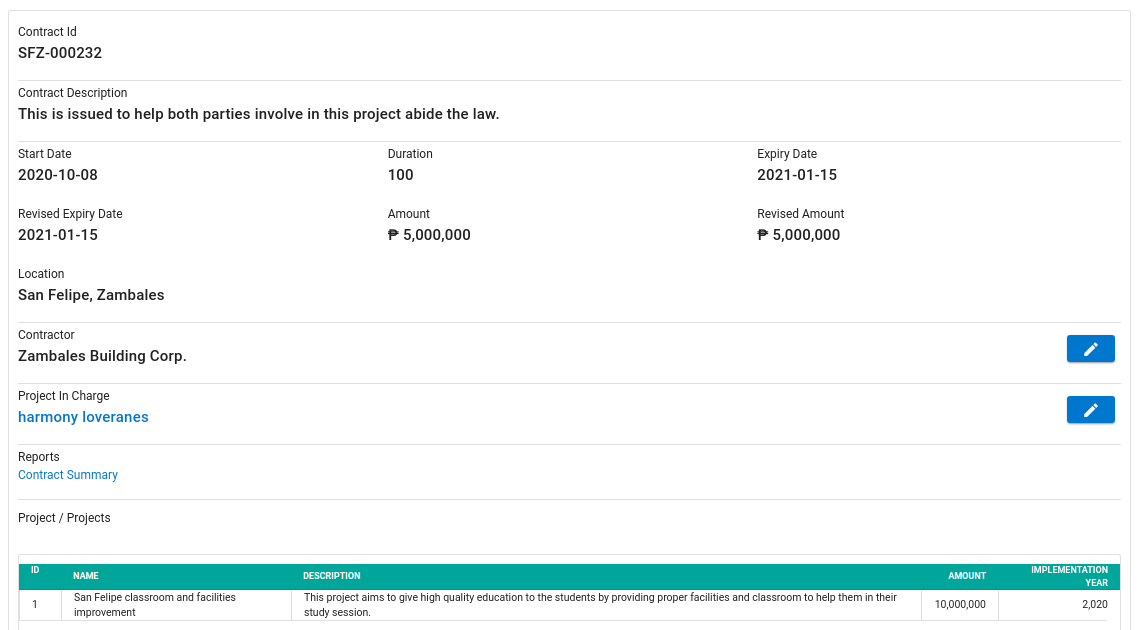 Contract Id
SFZ-000232
Contract Description
This is issued to help both parties involve in this project abide the law.
Start Date Duration Expiry Date
2020-10-08 100 2021-01-15
Revised Expiry Date Amount Revised Amount
2021-01-15 ₱ 5,000,000 ₱ 5,000,000
Location
San Felipe, Zambales
Contractor
Zambales Building Corp.
Project In Charge
harmony loveranes
Reports
Contract Summary
Project / Projects
ID NAME DESCRIPTION AMOUNT IMPLEMENTATION
YEAR
1 San Felipe classroom and facilities This project aims to give high quality education to the students by providing proper facilities and classroom to help them in their 10,000,000 2,020
improvement study session.